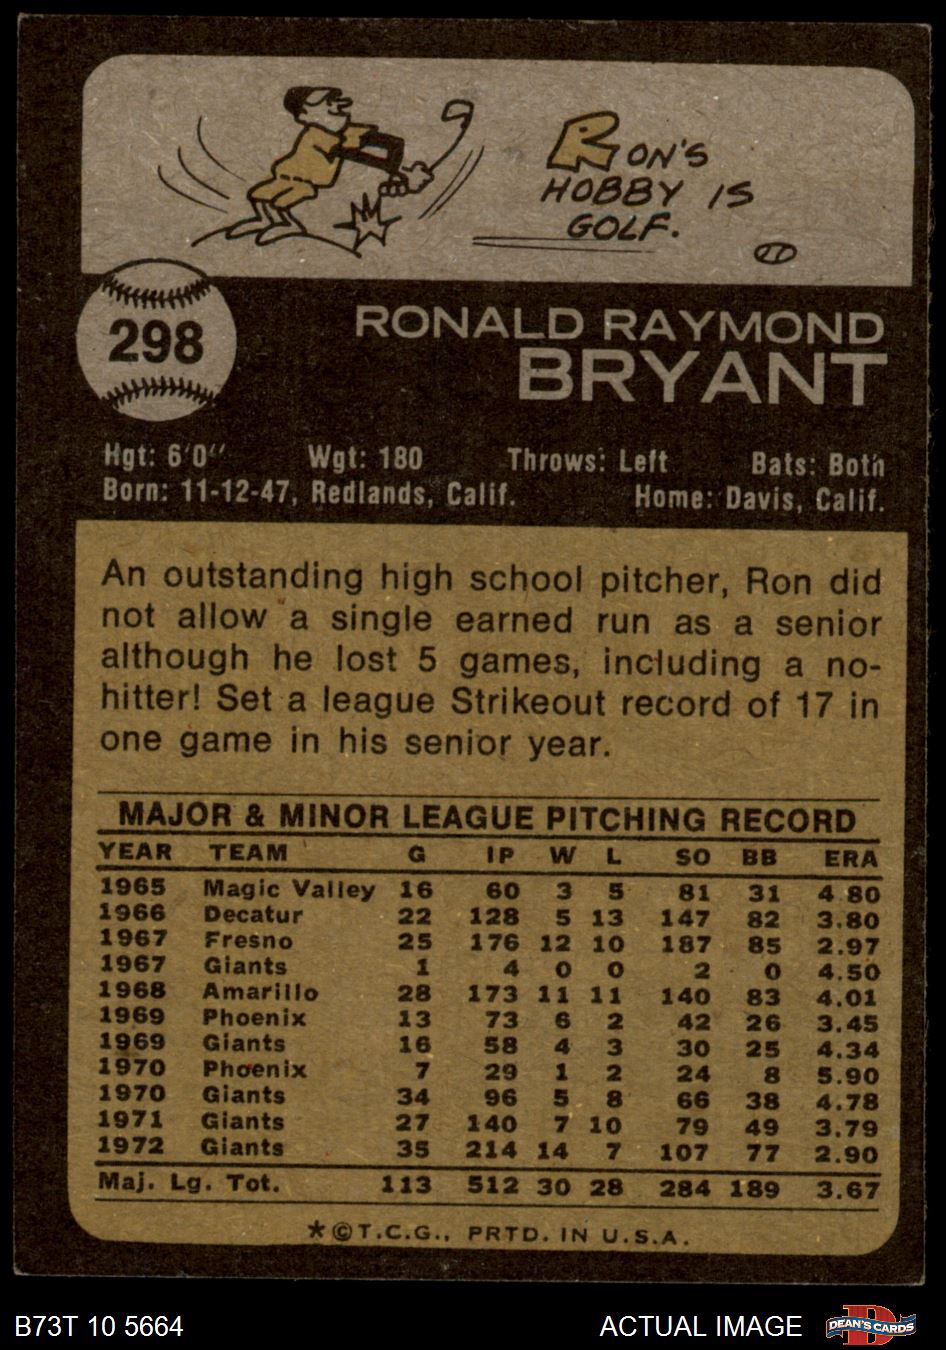 RON'S
HOBBY IS
GOLF.
298
RONALD RAYMOND
BRYANT
Hgt: 6'0" Wgt: 180 Throws: Left Bats: Both
Born: 11-12-47, Redlands, Calif. Home: Davis, Calif.
An outstanding high school pitcher, Ron did
not allow a single earned run as a senior
although he lost 5 games, including a no-
hitter! Set a league Strikeout record of 17 in
one game in his senior year.
MAJOR & MINOR LEAGUE PITCHING RECORD
YEAR TEAM G IP W L SO BB ERA
1965 Magic Valley 16 60 3 5 81 31 4.80
1966 Decatur 22 128 5 13 147 82 3.80
1967 Fresno 25 176 12 10 187 85 2.97
1967 Giants 1 4 0 0 2 0 4.50
1968 Amarillo 28 173 11 11 140 83 4.01
1969 Phoenix 13 73 6 2 42 26 3.45
1969 Giants 16 58 4 3 30 25 4.34
1970 Phoenix 7 29 1 2 24 8 5.90
1970 Giants 34 96 5 8 66 38 4.78
1971 Giants 27 140 7 10 79 49 3.79
1972 Giants 35 214 14 7 107 77 2.90
Maj. Lg. Tot. 113 512 30 28 284 189 3.67
*©T.C.G., PRTD. IN U.S.A.
B73T 10 5664 ACTUAL IMAGE DEAN'S CARDS